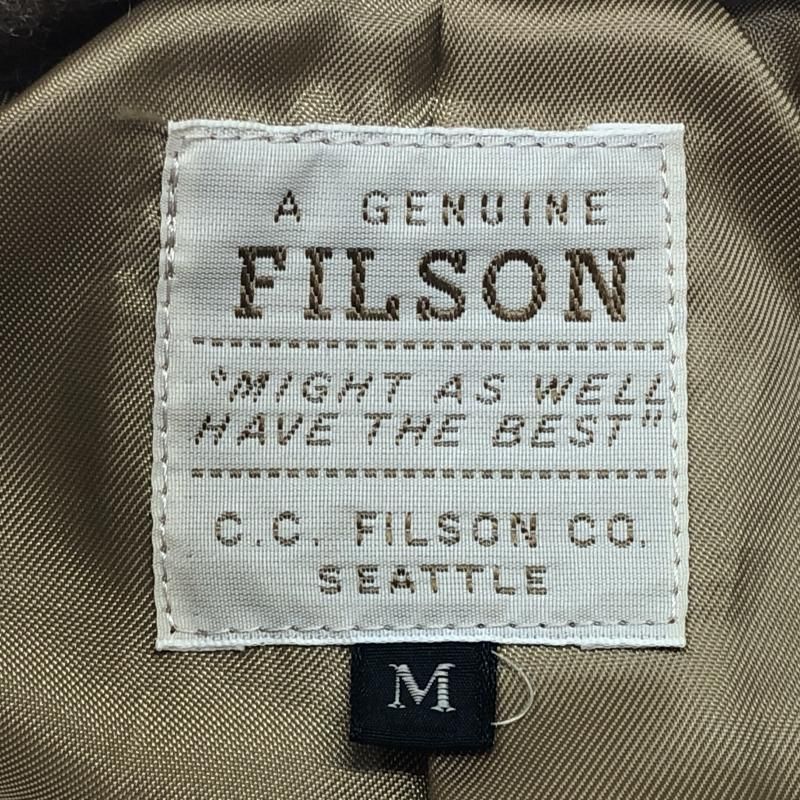 A GENUINE
FILSON
"MIGHT AS WELL
HAVE THE BEST"
C.C. FILSON CO.
SEATTLE
M